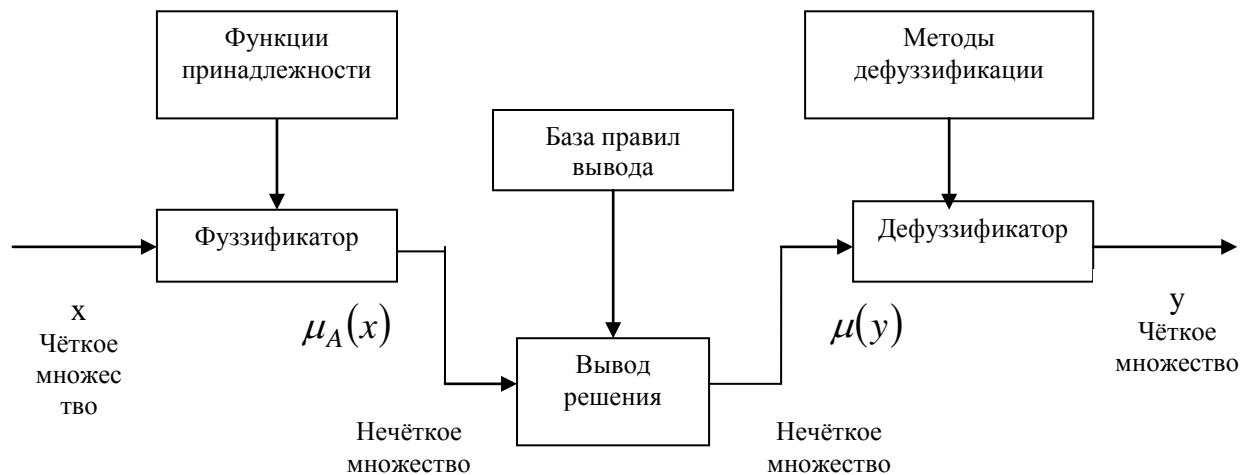 Функции
принадлежности
Методы
дефуззификации
База правил
вывода
Фуззификатор
Дефуззификатор
x
Чёткое
множес
тво
μ_A(x)
Вывод
решения
μ(y)
y
Чёткое
множество
Нечёткое
множество
Нечёткое
множество